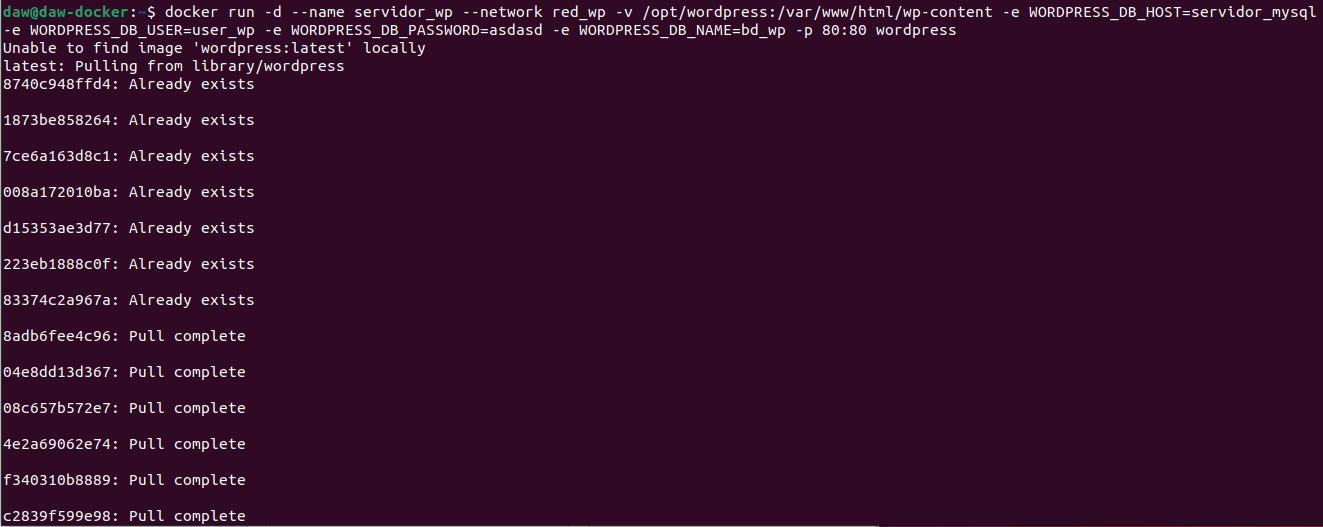 daw@daw-docker:~$ docker run -d --name servidor_wp --network red_wp -v /opt/wordpress:/var/www/html/wp-content -e WORDPRESS_DB_HOST=servidor_mysql
-e WORDPRESS_DB_USER=user_wp -e WORDPRESS_DB_PASSWORD=asdasd -e WORDPRESS_DB_NAME=bd_wp -p 80:80 wordpress
Unable to find image 'wordpress:latest' locally
latest: Pulling from library/wordpress
8740c948ffd4: Already exists
1873be858264: Already exists
7ce6a163d8c1: Already exists
008a172010ba: Already exists
d15353ae3d77: Already exists
223eb1888c0f: Already exists
83374c2a967a: Already exists
8adb6fee4c96: Pull complete
04e8dd13d367: Pull complete
08c657b572e7: Pull complete
4e2a69062e74: Pull complete
f340310b8889: Pull complete
c2839f599e98: Pull complete